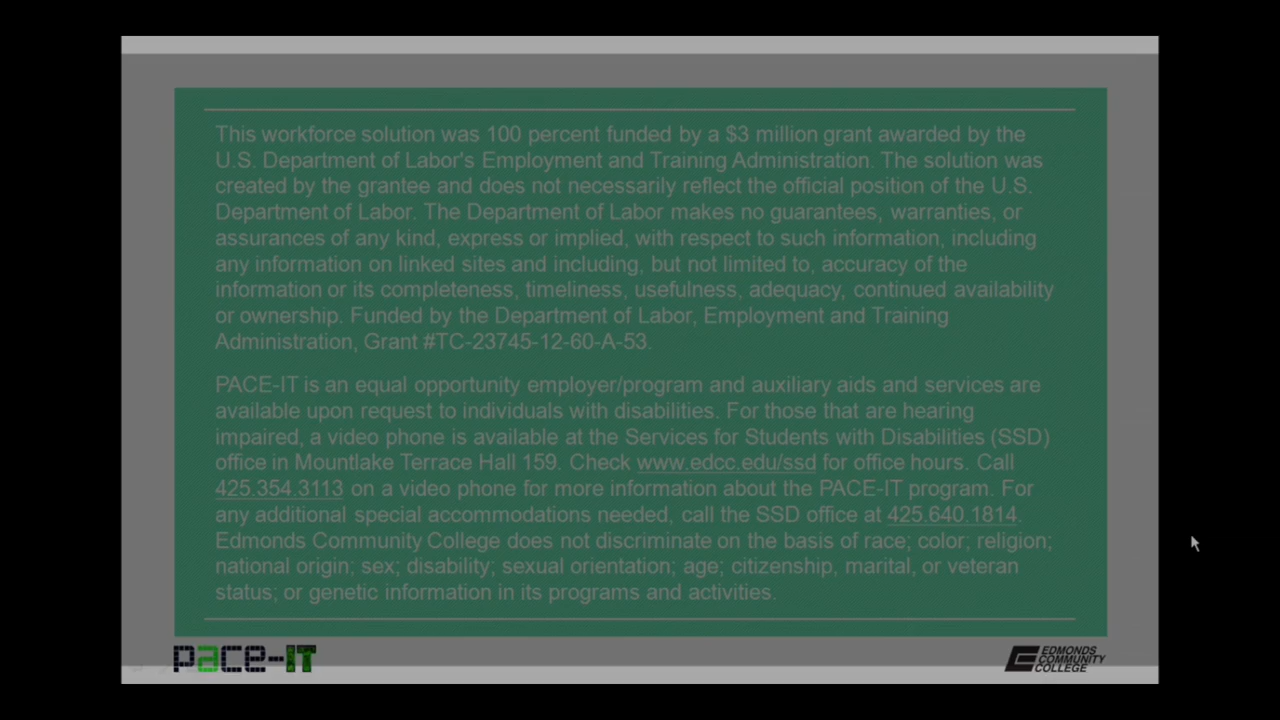 This workforce solution was 100 percent funded by a $3 million grant awarded by the
U.S. Department of Labor's Employment and Training Administration. The solution was
created by the grantee and does not necessarily reflect the official position of the U.S.
Department of Labor. The Department of Labor makes no guarantees, warranties, or
assurances of any kind, express or implied, with respect to such information, including
any information on linked sites and including, but not limited to, accuracy of the
information or its completeness, timeliness, usefulness, adequacy, continued availability
or ownership. Funded by the Department of Labor, Employment and Training
Administration, Grant #TC-23745-12-60-A-53.
PACE-IT is an equal opportunity employer/program and auxiliary aids and services are
available upon request to individuals with disabilities. For those that are hearing
impaired, a video phone is available at the Services for Students with Disabilities (SSD)
office in Mountlake Terrace Hall 159. Check www.edcc.edu/ssd for office hours. Call
425.354.3113 on a video phone for more information about the PACE-IT program. For
any additional special accommodations needed, call the SSD office at 425.640.1814.
Edmonds Community College does not discriminate on the basis of race; color; religion;
national origin; sex; disability; sexual orientation; age; citizenship, marital, or veteran
status; or genetic information in its programs and activities.
pace-IT
EDMONDS
COMMUNITY
COLLEGE